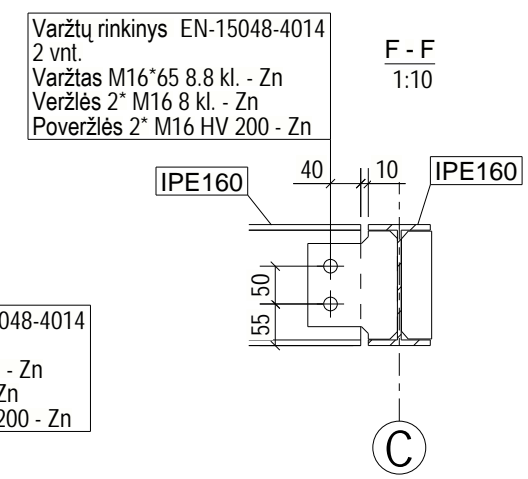 Varžtų rinkinys EN-15048-4014
2 vnt.
Varžtas M16*65 8.8 kl. - Zn
Veržlės 2* M16 8 kl. - Zn
Poveržlės 2* M16 HV 200 - Zn
F - F
1:10
40
10
IPE160
IPE160
50
55
048-4014
- Zn
Zn
200 - Zn
C